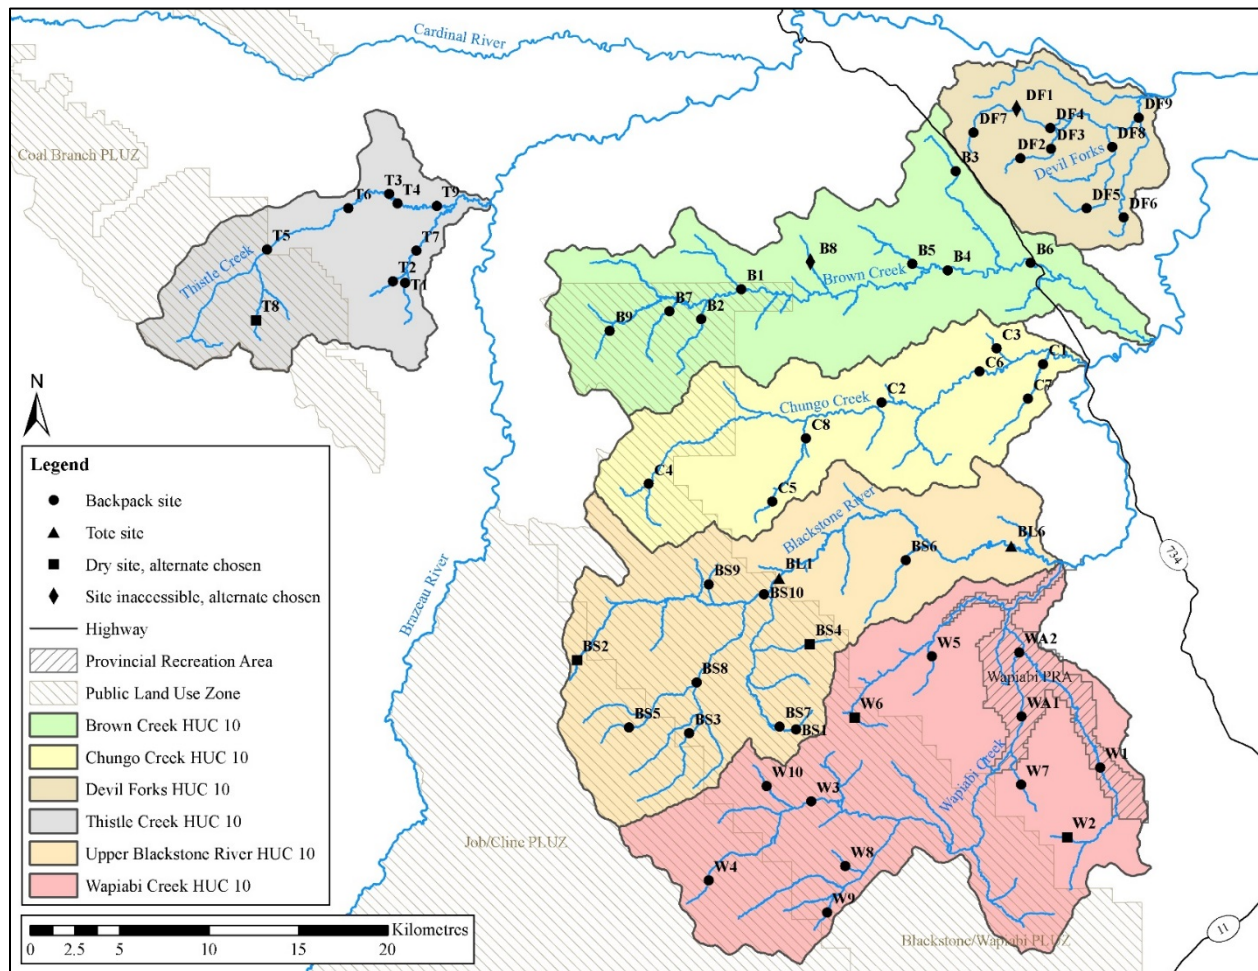 Cardinal River
DF1
DF9
DF4
DF7
DF3
DF8
DF2
Devil Forks
Coal Branch PLUZ
B3
T3
T9
T6
T4
DF5
DF6
T5
T7
B8
B5
B6
B4
Thistle Creek
T2
T1
Brown Creek
B1
T8
B7
B2
B9
C3
C1
C6
N
C2
C7
Chungo Creek
C8
Legend
C4
C5
Backpack site
Tote site
Blackstone River
BL6
BS6
734
Dry site, alternate chosen
BS9
BL1
BS10
Site inaccessible, alternate chosen
Brazeau River
Highway
BS4
BS2
W5
WA2
Provincial Recreation Area
Wapiabi PRA
Public Land Use Zone
BS8
W6
WA1
Brown Creek HUC 10
BS5
BS3
BS7
BS1
Chungo Creek HUC 10
Wapiabi Creek
W1
Devil Forks HUC 10
W10
W3
W7
Thistle Creek HUC 10
Job/Cline PLUZ
W2
Upper Blackstone River HUC 10
W4
W8
Wapiabi Creek HUC 10
W9
Kilometres
0 2.5 5 10 15 20
Blackstone/Wapiabi PLUZ
11